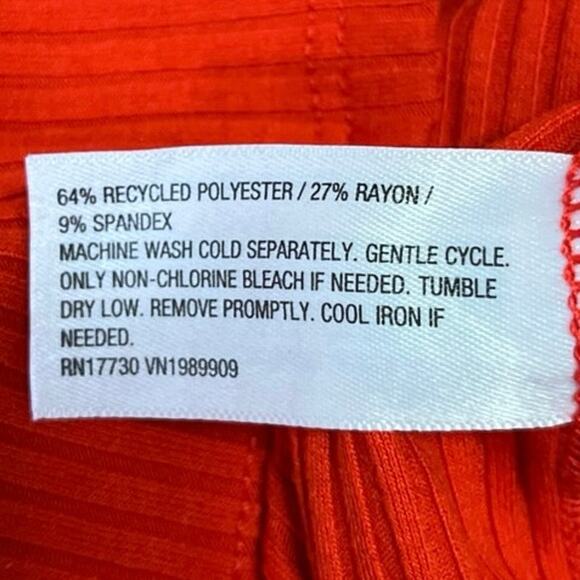 64% RECYCLED POLYESTER / 27% RAYON /
9% SPANDEX
MACHINE WASH COLD SEPARATELY. GENTLE CYCLE.
ONLY NON-CHLORINE BLEACH IF NEEDED. TUMBLE
DRY LOW. REMOVE PROMPTLY. COOL IRON IF
NEEDED.
RN17730 VN1989909